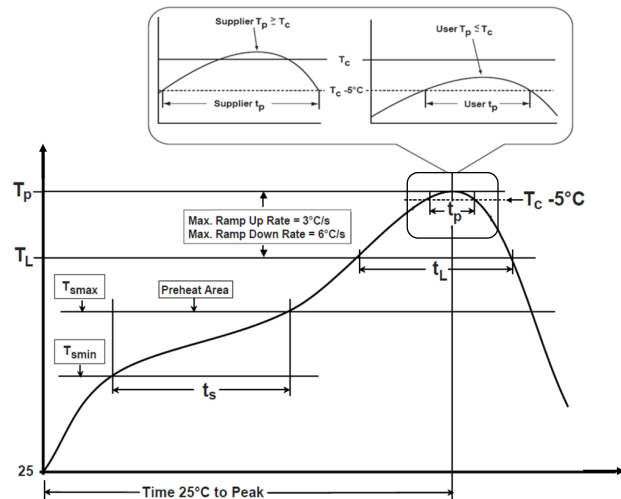 Supplier Tp ≥ Tc
User Tp ≤ Tc
Tc
Tc -5°C
Supplier tp
User tp
Tp
Tc -5°C
Max. Ramp Up Rate = 3°C/s
Max. Ramp Down Rate = 6°C/s
tp
TL
tL
Tsmax
Preheat Area
Tsmin
ts
25
Time 25°C to Peak